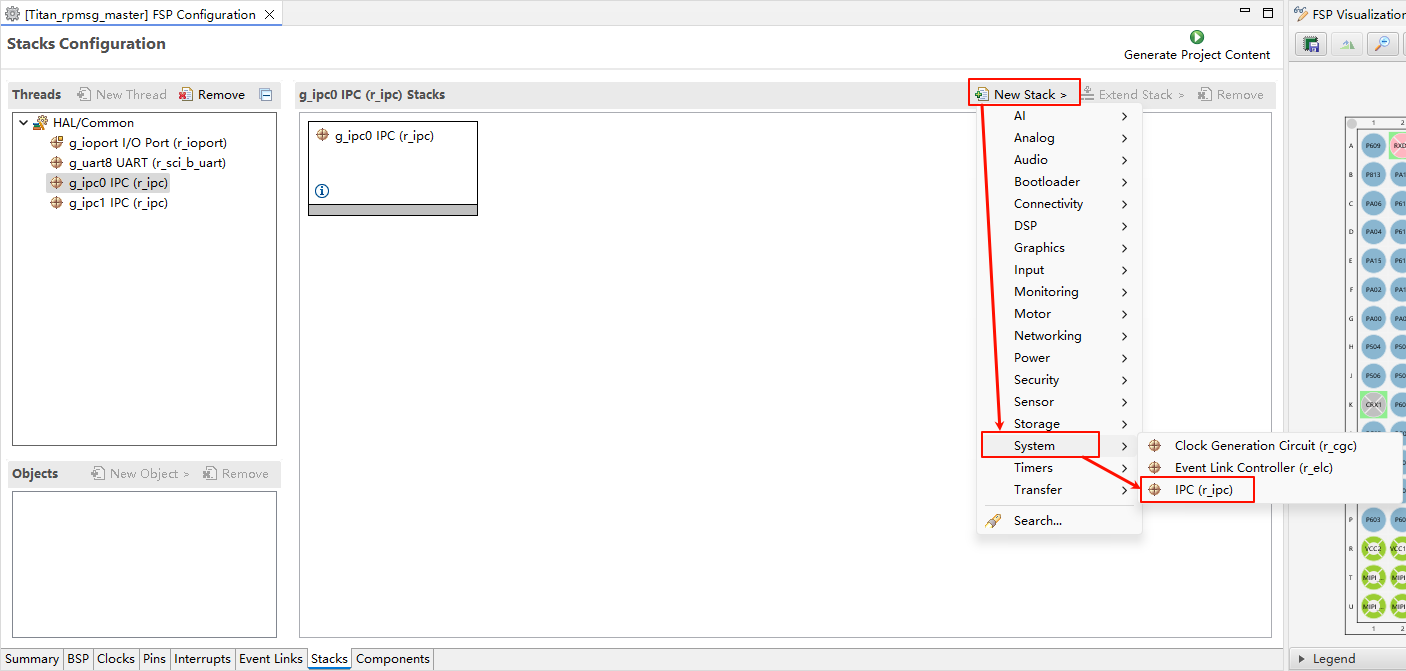 [Titan_rpmsg_master] FSP Configuration
FSP Visualization
Stacks Configuration
Generate Project Content
Threads
New Thread
Remove
g_ipc0 IPC (r_ipc) Stacks
New Stack >
Extend Stack >
Remove
HAL/Common
g_ioport I/O Port (r_ioport)
g_uart8 UART (r_sci_b_uart)
g_ipc0 IPC (r_ipc)
g_ipc1 IPC (r_ipc)
g_ipc0 IPC (r_ipc)
AI
Analog
Audio
Bootloader
Connectivity
DSP
Graphics
Input
Monitoring
Motor
Networking
Power
Security
Sensor
Storage
System
Timers
Transfer
Search...
Clock Generation Circuit (r_cgc)
Event Link Controller (r_elc)
IPC (r_ipc)
Objects
New Object >
Remove
1 2
A P609 RXD
B P813 PA1
C PA06 P61
D PA04 P61
E PA15 P61
F PA02 PA1
G PA00 PA0
H P504 P50
J P506 P50
K CRX1 P60
P P603 P60
R VCC2 VCC1
T MIPI_ MIPI
U MIPI_ MIPI
1 2
Legend
Summary BSP Clocks Pins Interrupts Event Links Stacks Components